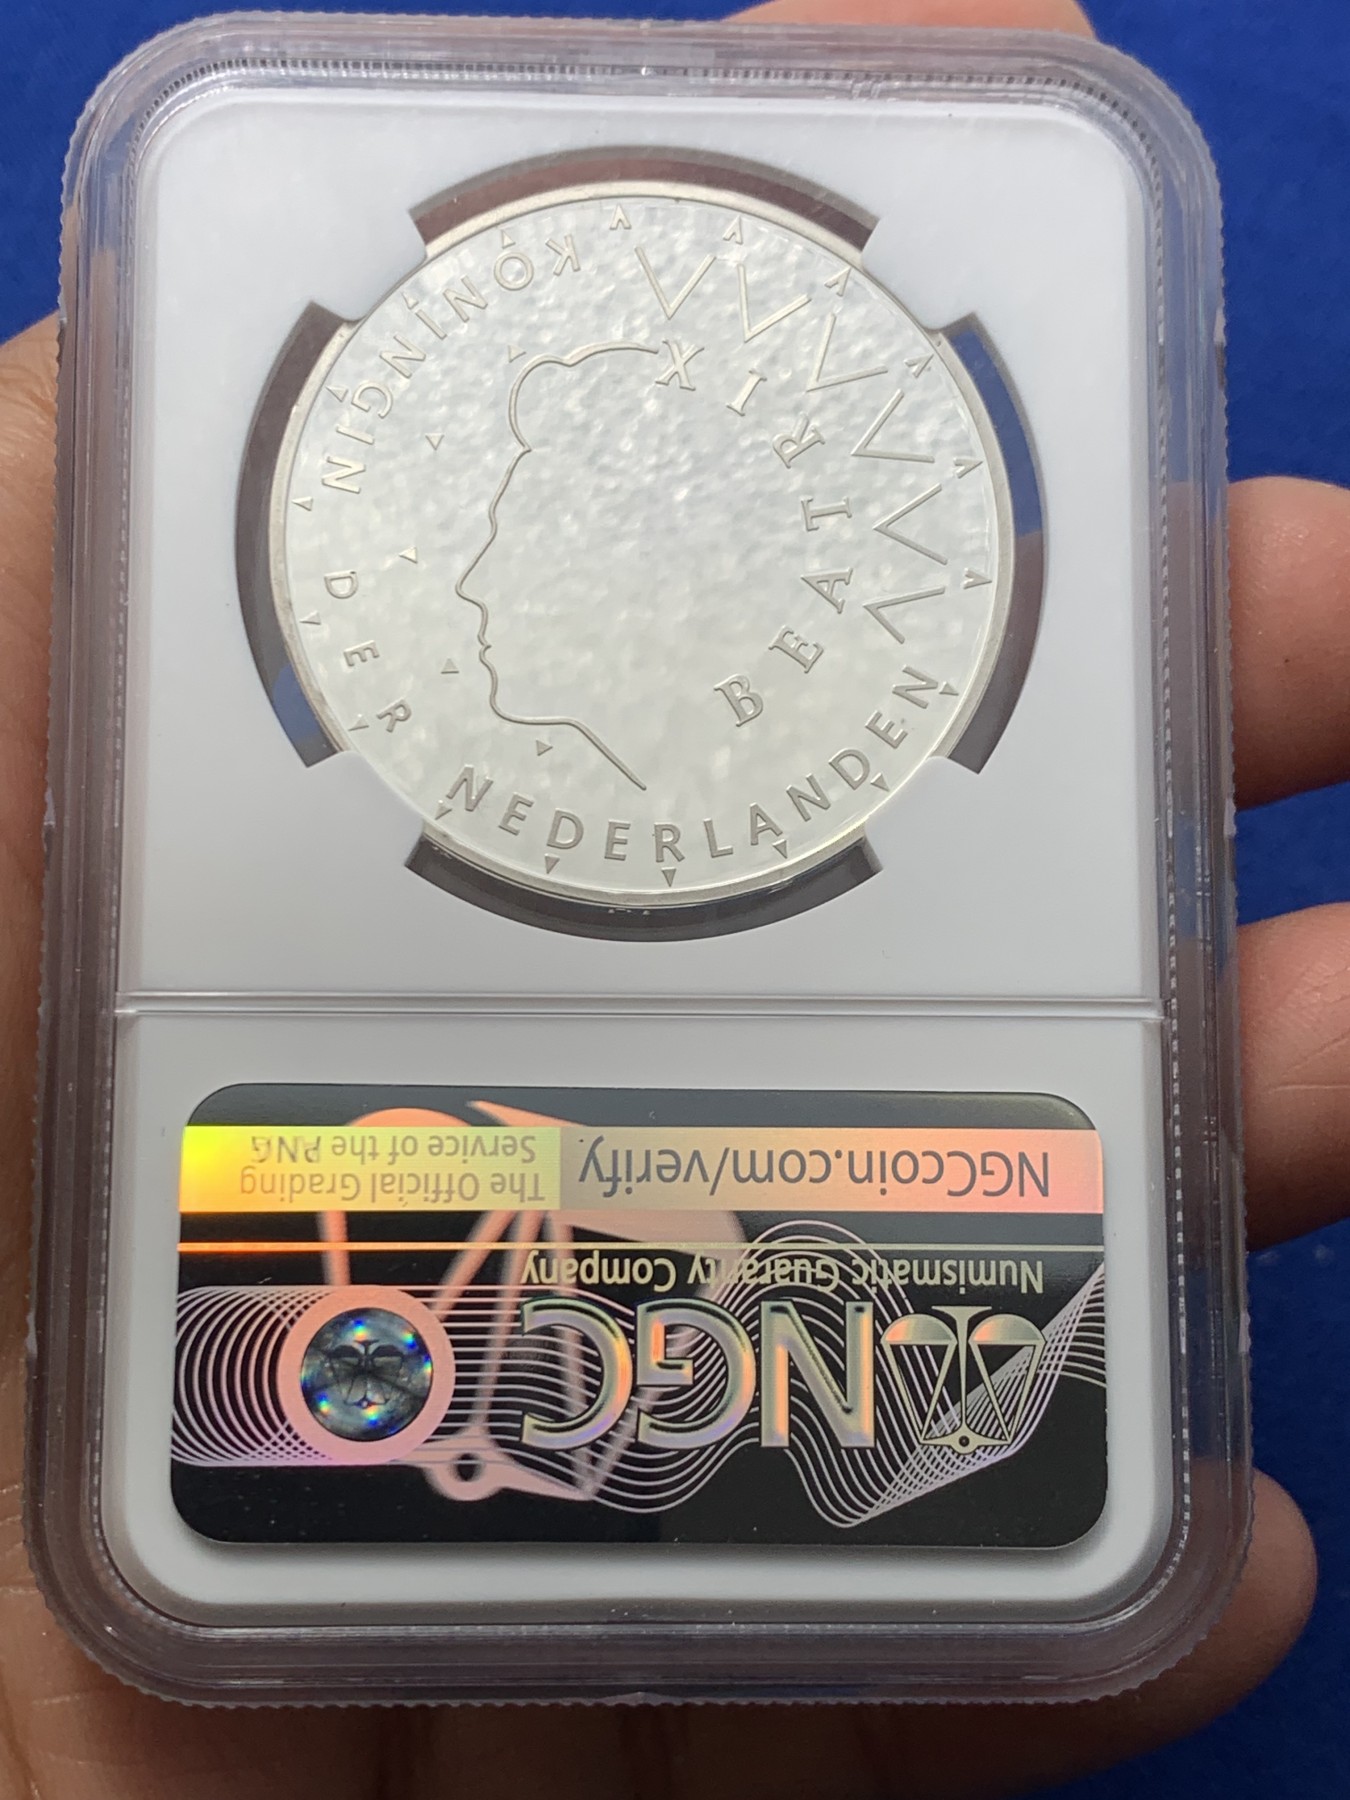 KONINGIN DER NEDERLANDEN
BEATRIX
NGC
Numismatic Guaranty Company
NGCcoin.com/verify
The Official Grading
Service of the PNG